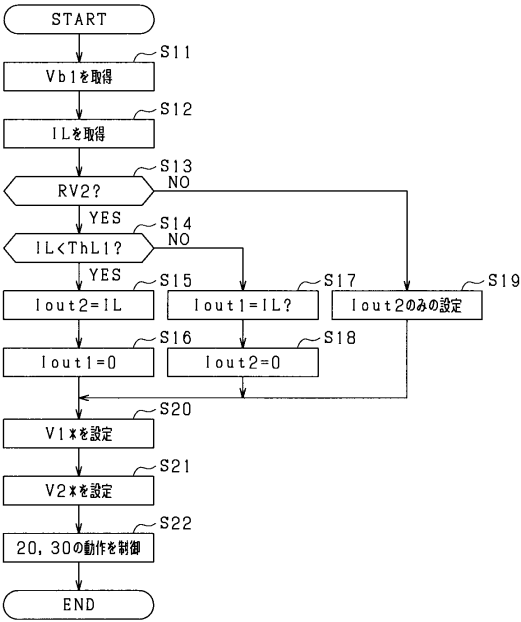 START
S11
Vb1を取得
S12
ILを取得
S13
RV2?
NO
YES
S14
IL<ThL1?
NO
YES
S15
Iout2=IL
S17
Iout1=IL?
S19
Iout2のみの設定
S16
Iout1=0
S18
Iout2=0
S20
V1*を設定
S21
V2*を設定
S22
20, 30の動作を制御
END